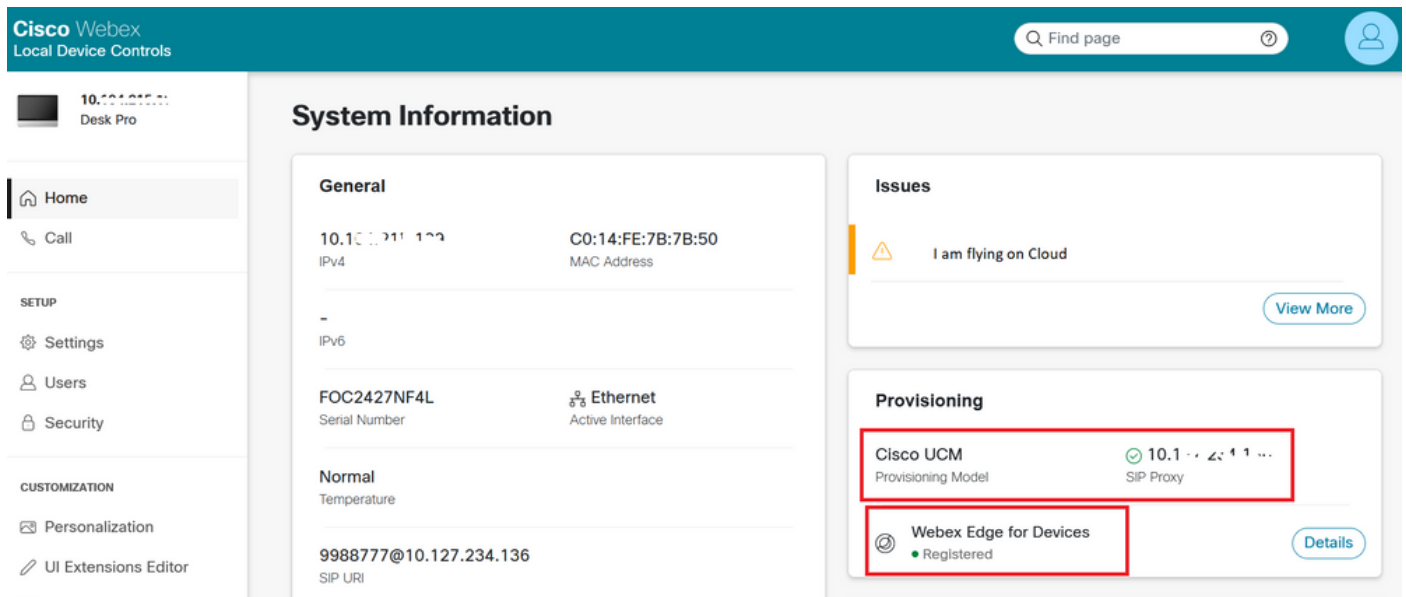 Cisco Webex
Local Device Controls
Find page
Desk Pro
Home
Call
SETUP
Settings
Users
Security
CUSTOMIZATION
Personalization
UI Extensions Editor
System Information
General
C0:14:FE:7B:7B:50
IPv4
MAC Address
-
IPv6
FOC2427NF4L
Ethernet
Serial Number
Active Interface
Normal
Temperature
9988777@10.127.234.136
SIP URI
Issues
I am flying on Cloud
View More
Provisioning
Cisco UCM
Provisioning Model
SIP Proxy
Webex Edge for Devices
Registered
Details